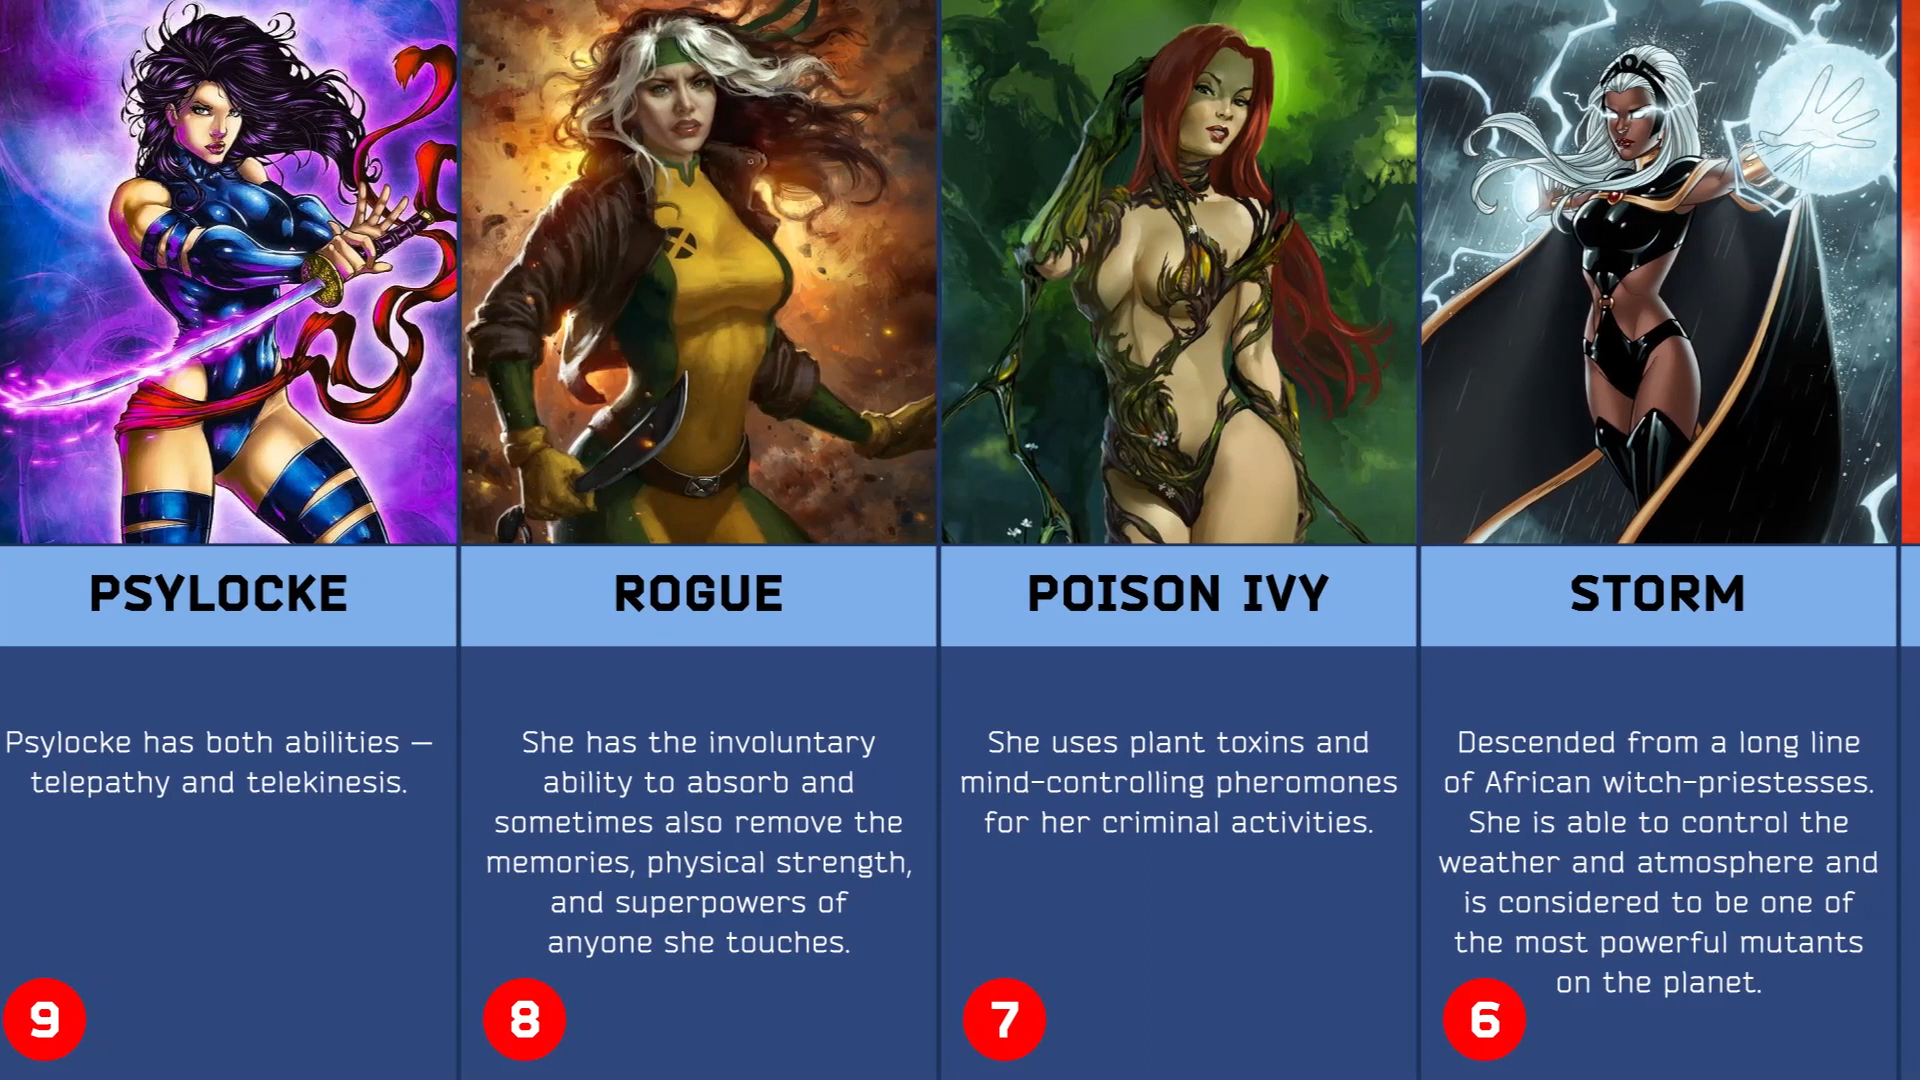 PSYLOCKE
Psylocke has both abilities –
telepathy and telekinesis.
9
ROGUE
She has the involuntary
ability to absorb and
sometimes also remove the
memories, physical strength,
and superpowers of
anyone she touches.
8
POISON IVY
She uses plant toxins and
mind-controlling pheromones
for her criminal activities.
7
STORM
Descended from a long line
of African witch-priestesses.
She is able to control the
weather and atmosphere and
is considered to be one of
the most powerful mutants
on the planet.
6